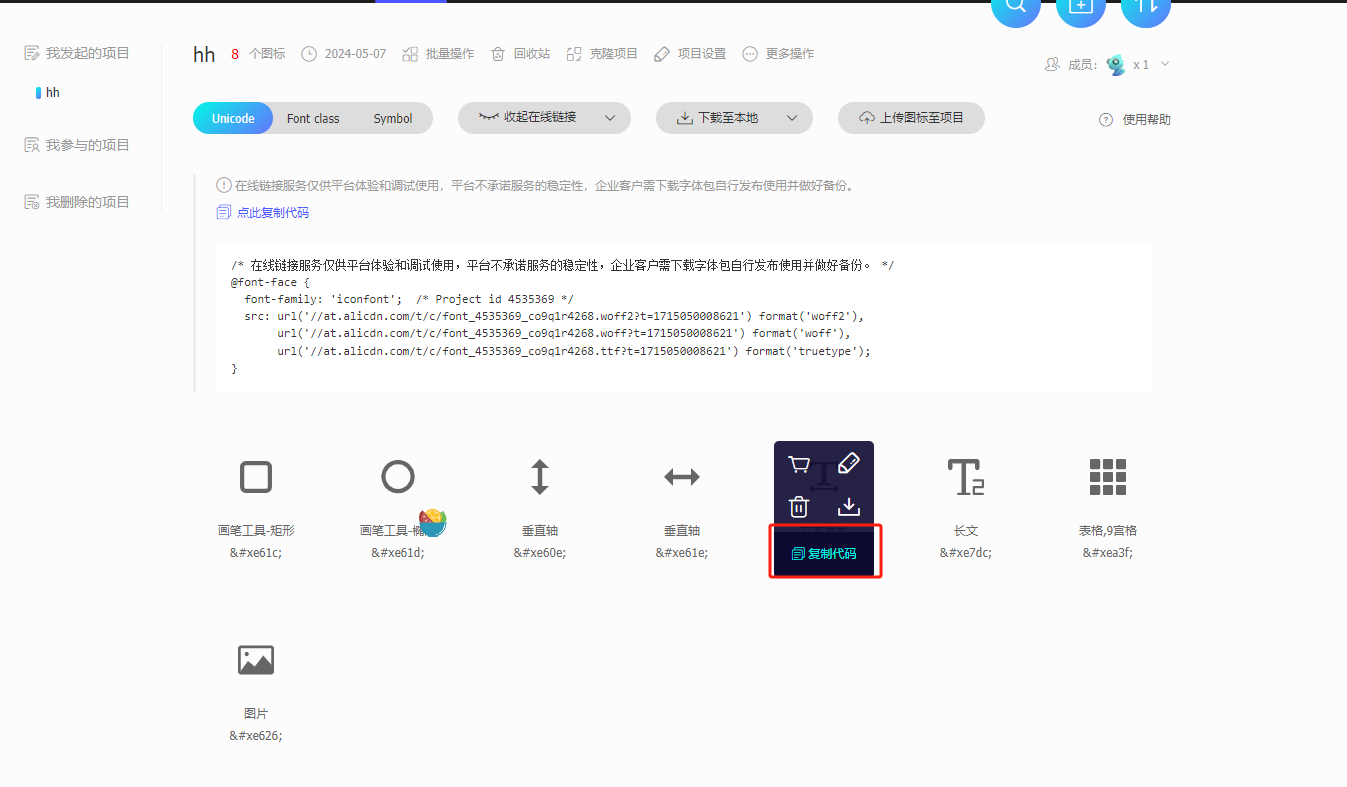 我发起的项目
hh
我参与的项目
我删除的项目
hh 8 个图标 2024-05-07 批量操作 回收站 克隆项目 项目设置 更多操作
成员: x 1
Unicode Font class Symbol 收起在线链接 下载至本地 上传图标至项目
使用帮助
在线链接服务仅供平台体验和调试使用，平台不承诺服务的稳定性，企业客户需下载字体包自行发布使用并做好备份。
点此复制代码
/* 在线链接服务仅供平台体验和调试使用，平台不承诺服务的稳定性，企业客户需下载字体包自行发布使用并做好备份。 */
@font-face {
  font-family: 'iconfont';  /* Project id 4535369 */
  src: url('//at.alicdn.com/t/c/font_4535369_co9q1r4268.woff2?t=1715050008621') format('woff2'),
       url('//at.alicdn.com/t/c/font_4535369_co9q1r4268.woff?t=1715050008621') format('woff'),
       url('//at.alicdn.com/t/c/font_4535369_co9q1r4268.ttf?t=1715050008621') format('truetype');
}
画笔工具-矩形 画笔工具- 垂直轴 垂直轴 长文 表格,9宫格
&#xe61c; &#xe61d; &#xe60e; &#xe61e; 复制代码 &#xe7dc; &#xea3f;
图片
&#xe626;